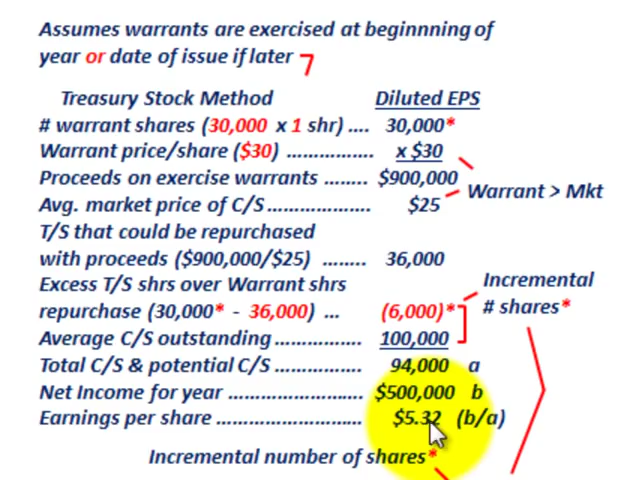 Assumes warrants are exercised at beginnning of
year or date of issue if later
Treasury Stock Method Diluted EPS
# warrant shares (30,000 x 1 shr) .... 30,000*
Warrant price/share ($30) ................ x $30
Proceeds on exercise warrants ........ $900,000
Warrant > Mkt
Avg. market price of C/S.................... $25
T/S that could be repurchased
with proceeds ($900,000/$25) ........ 36,000
Excess T/S shrs over Warrant shrs
repurchase (30,000* - 36,000) ... (6,000)*
Incremental
# shares*
Average C/S outstanding ................ 100,000
Total C/S & potential C/S ................ 94,000 a
Net Income for year ........................ $500,000 b
Earnings per share .......................... $5.32 (b/a)
Incremental number of shares*